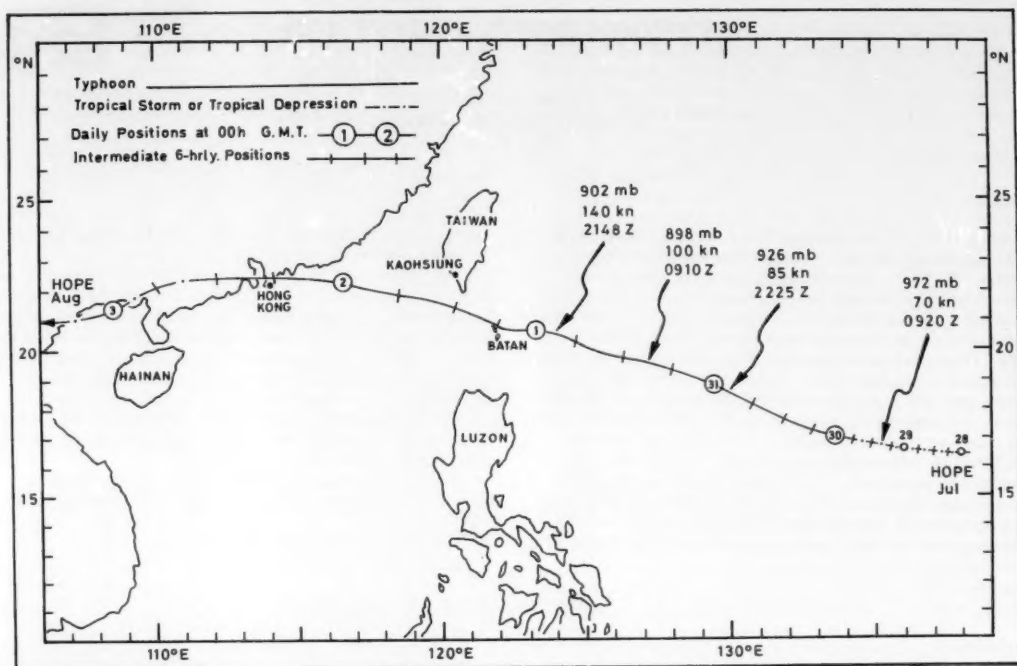 110°E 120°E 130°E
°N °N
Typhoon
Tropical Storm or Tropical Depression
Daily Positions at 00h G.M.T. 1 2
Intermediate 6-hrly. Positions
25 25
902 mb
140 kn
2148 Z
898 mb
100 kn
0910 Z
926 mb
85 kn
2225 Z
972 mb
70 kn
0920 Z
TAIWAN
KAOHSIUNG
HOPE
Aug
3
HONG
KONG
2
BATAN
1
31
30
29
28
HOPE
Jul
20 20
HAINAN
LUZON
15 15
110°E 120°E 130°E